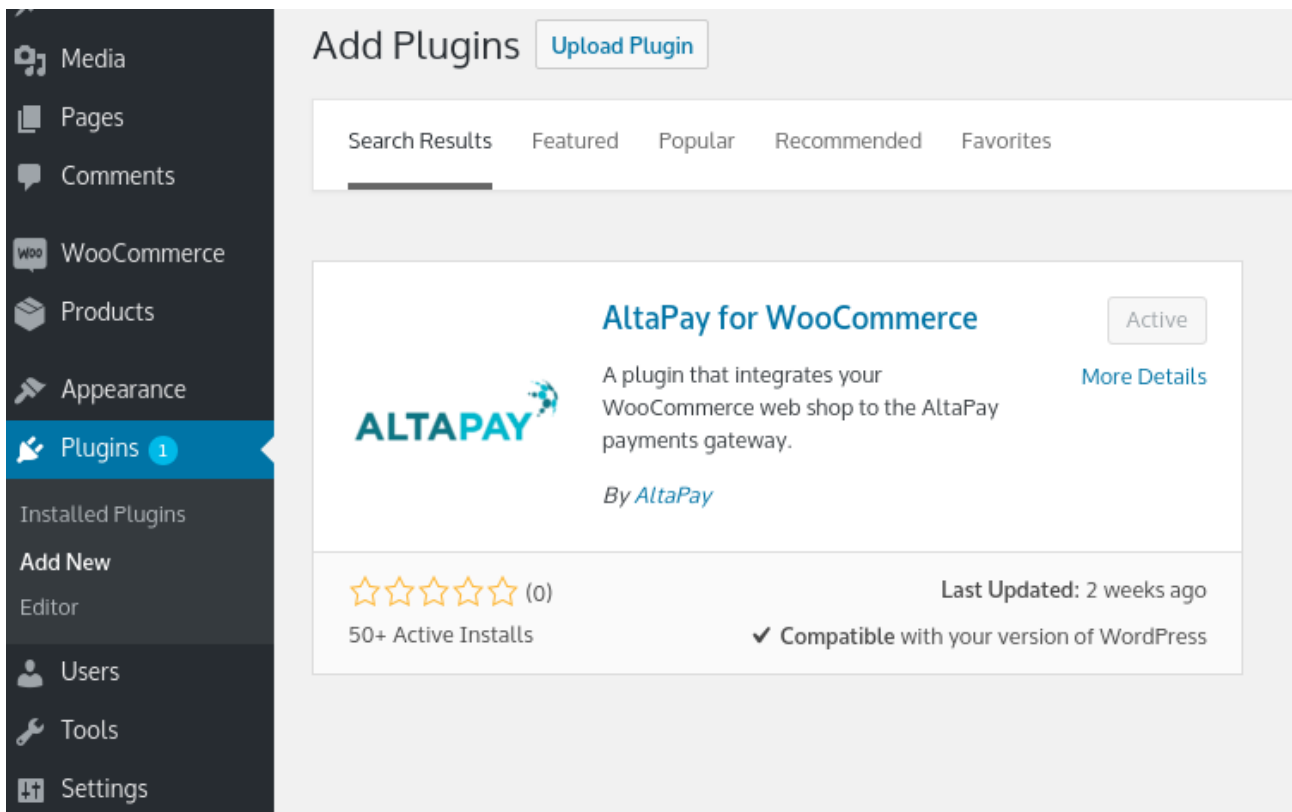 Media
Pages
Comments
WOO WooCommerce
Products
Appearance
Plugins 1
Installed Plugins
Add New
Editor
Users
Tools
Settings
Add Plugins Upload Plugin
Search Results Featured Popular Recommended Favorites
ALTAPAY
AltaPay for WooCommerce
A plugin that integrates your
WooCommerce web shop to the AltaPay
payments gateway.
By AltaPay
Active
More Details
(0)
50+ Active Installs
Last Updated: 2 weeks ago
✔ Compatible with your version of WordPress